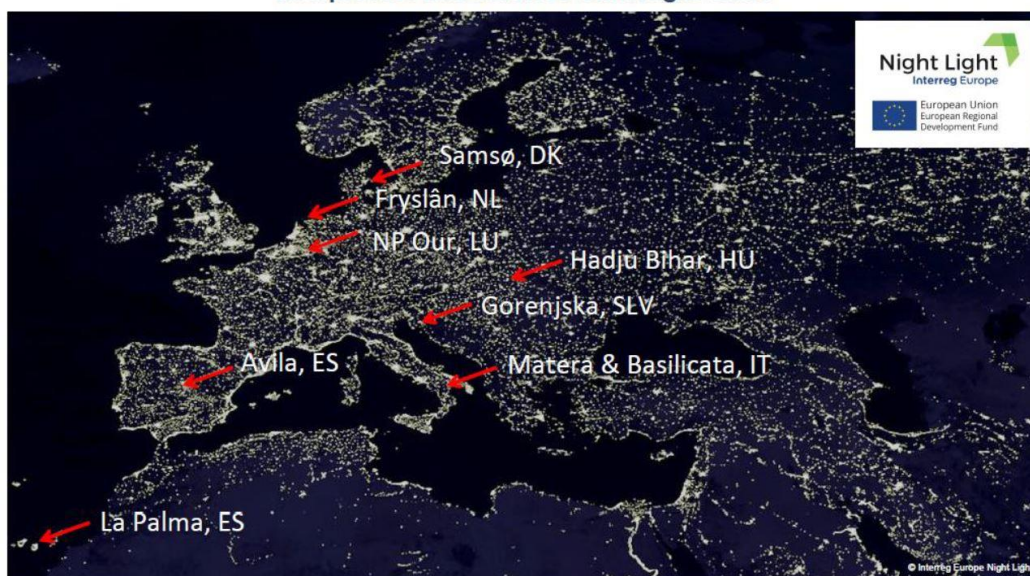 Night Light
Interreg Europe
European Union
European Regional
Development Fund
Samsø, DK
Fryslân, NL
NP Our, LU
Hadju Bihar, HU
Gorenjska, SLV
Avila, ES
Matera & Basilicata, IT
La Palma, ES
© Interreg Europe Night Light